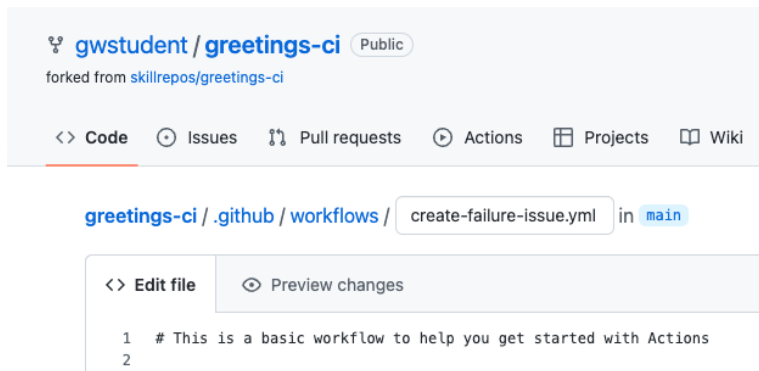 gwstudent / greetings-ci Public
forked from skillrepos/greetings-ci
<> Code Issues Pull requests Actions Projects Wiki
greetings-ci / .github / workflows / create-failure-issue.yml in main
<> Edit file Preview changes
1 # This is a basic workflow to help you get started with Actions
2